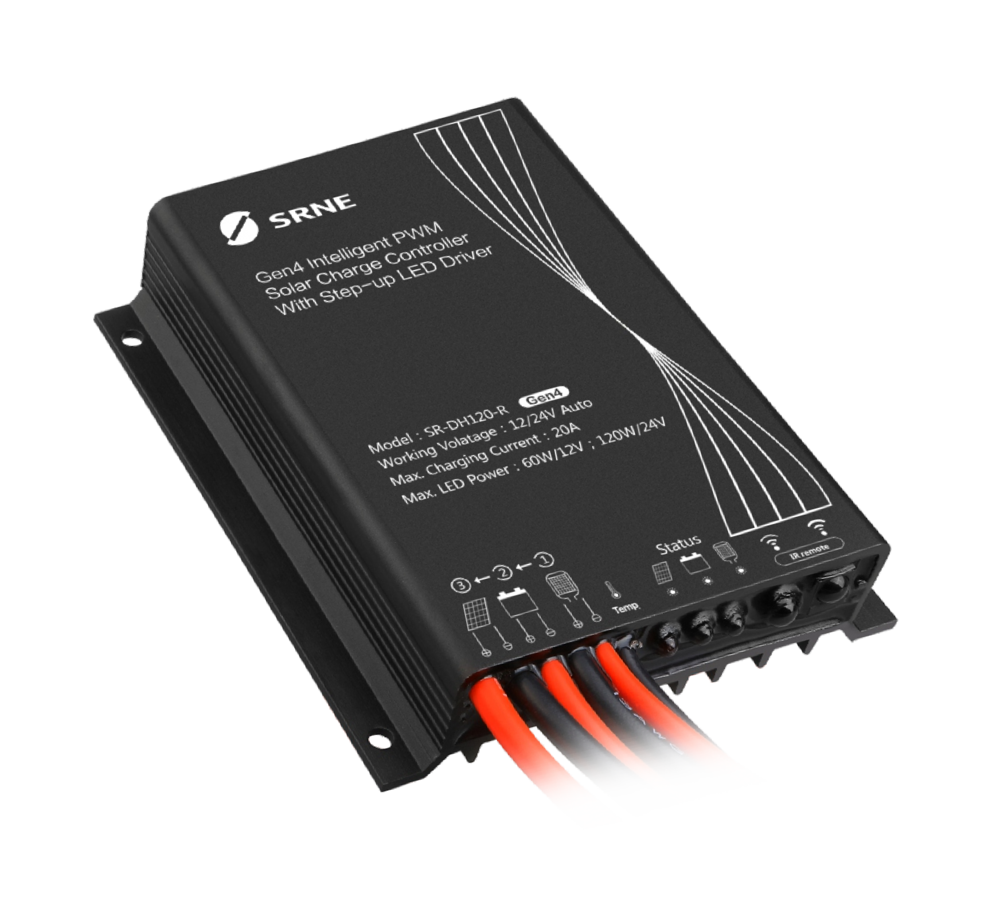 SRNE
Gen4 Intelligent PWM
Solar Charge Controller
With Step-up LED Driver
Model : SR-DH120-R Gen4
Working Volatage : 12/24V Auto
Max. Charging Current : 20A
Max. LED Power : 60W/12V ; 120W/24V
3 ← 2 ← 1
Temp.
Status
IR remote